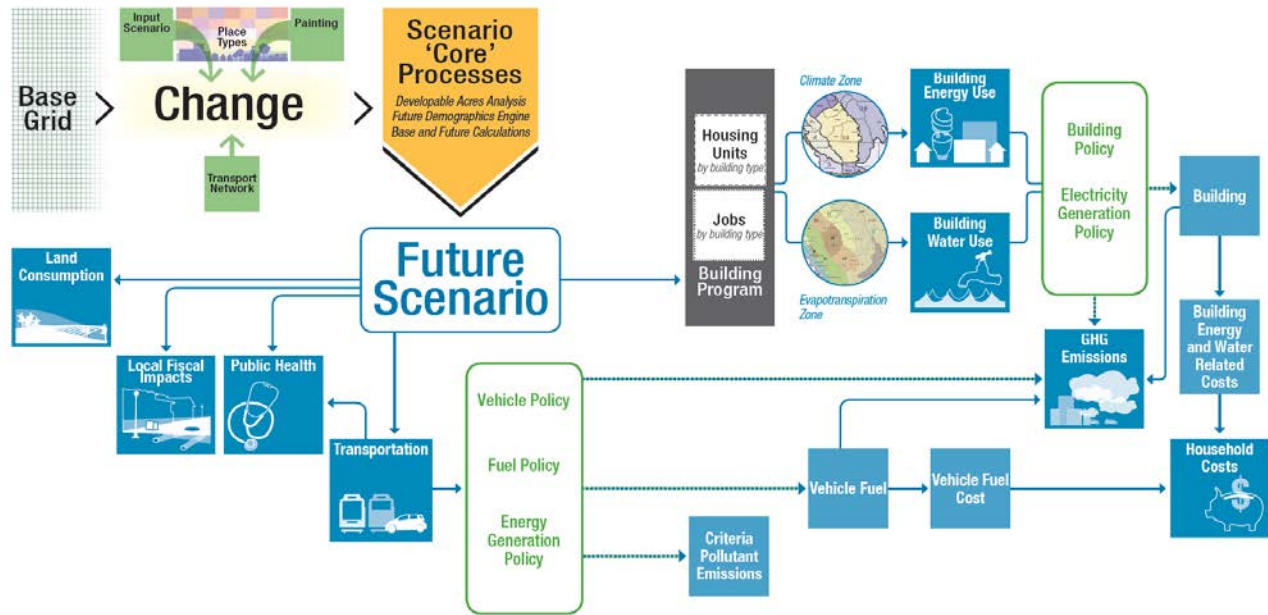 Base
Grid
Input
Scenario
Place
Types
Painting
Change
Transport
Network
Scenario
'Core'
Processes
Developable Acres Analysis
Future Demographics Engine
Base and Future Calculations
Future
Scenario
Land
Consumption
Local Fiscal
Impacts
Public Health
Transportation
Vehicle Policy
Fuel Policy
Energy
Generation
Policy
Housing
Units
by building type
Jobs
by building type
Building
Program
Climate Zone
Evapotranspiration
Zone
Building
Energy Use
Building
Water Use
Building
Policy
Electricity
Generation
Policy
Building
GHG
Emissions
Building
Energy
and Water
Related
Costs
Vehicle Fuel
Vehicle Fuel
Cost
Household
Costs
$
Criteria
Pollutant
Emissions